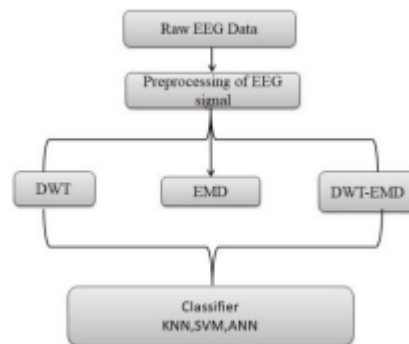 Raw EEG Data
Preprocessing of EEG
signal
DWT
EMD
DWT-EMD
Classifier
KNN,SVM,ANN